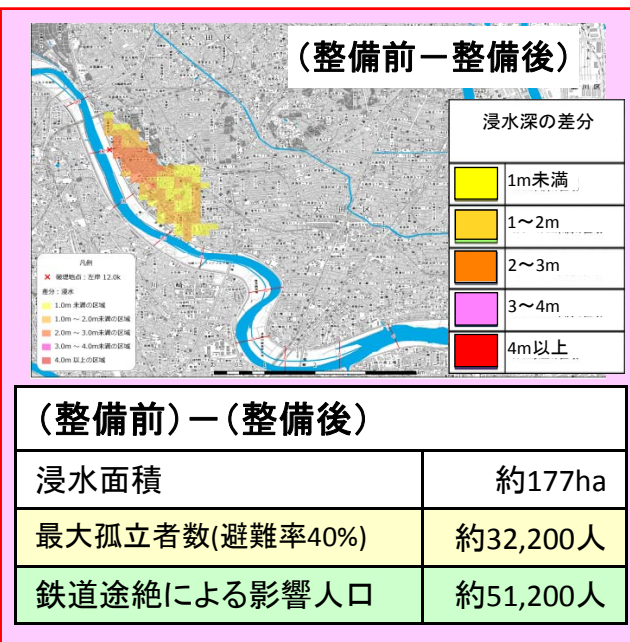 (整備前ー整備後)
浸水深の差分
1m未満
1～2m
2～3m
3～4m
4m以上
凡例
× 破堤地点：左岸 12.0k
差分：浸水
1.0m 未満の区域
1.0m ～ 2.0m未満の区域
2.0m ～ 3.0m未満の区域
3.0m ～ 4.0m未満の区域
4.0m 以上の区域
(整備前)ー(整備後)
浸水面積 約177ha
最大孤立者数(避難率40%) 約32,200人
鉄道途絶による影響人口 約51,200人